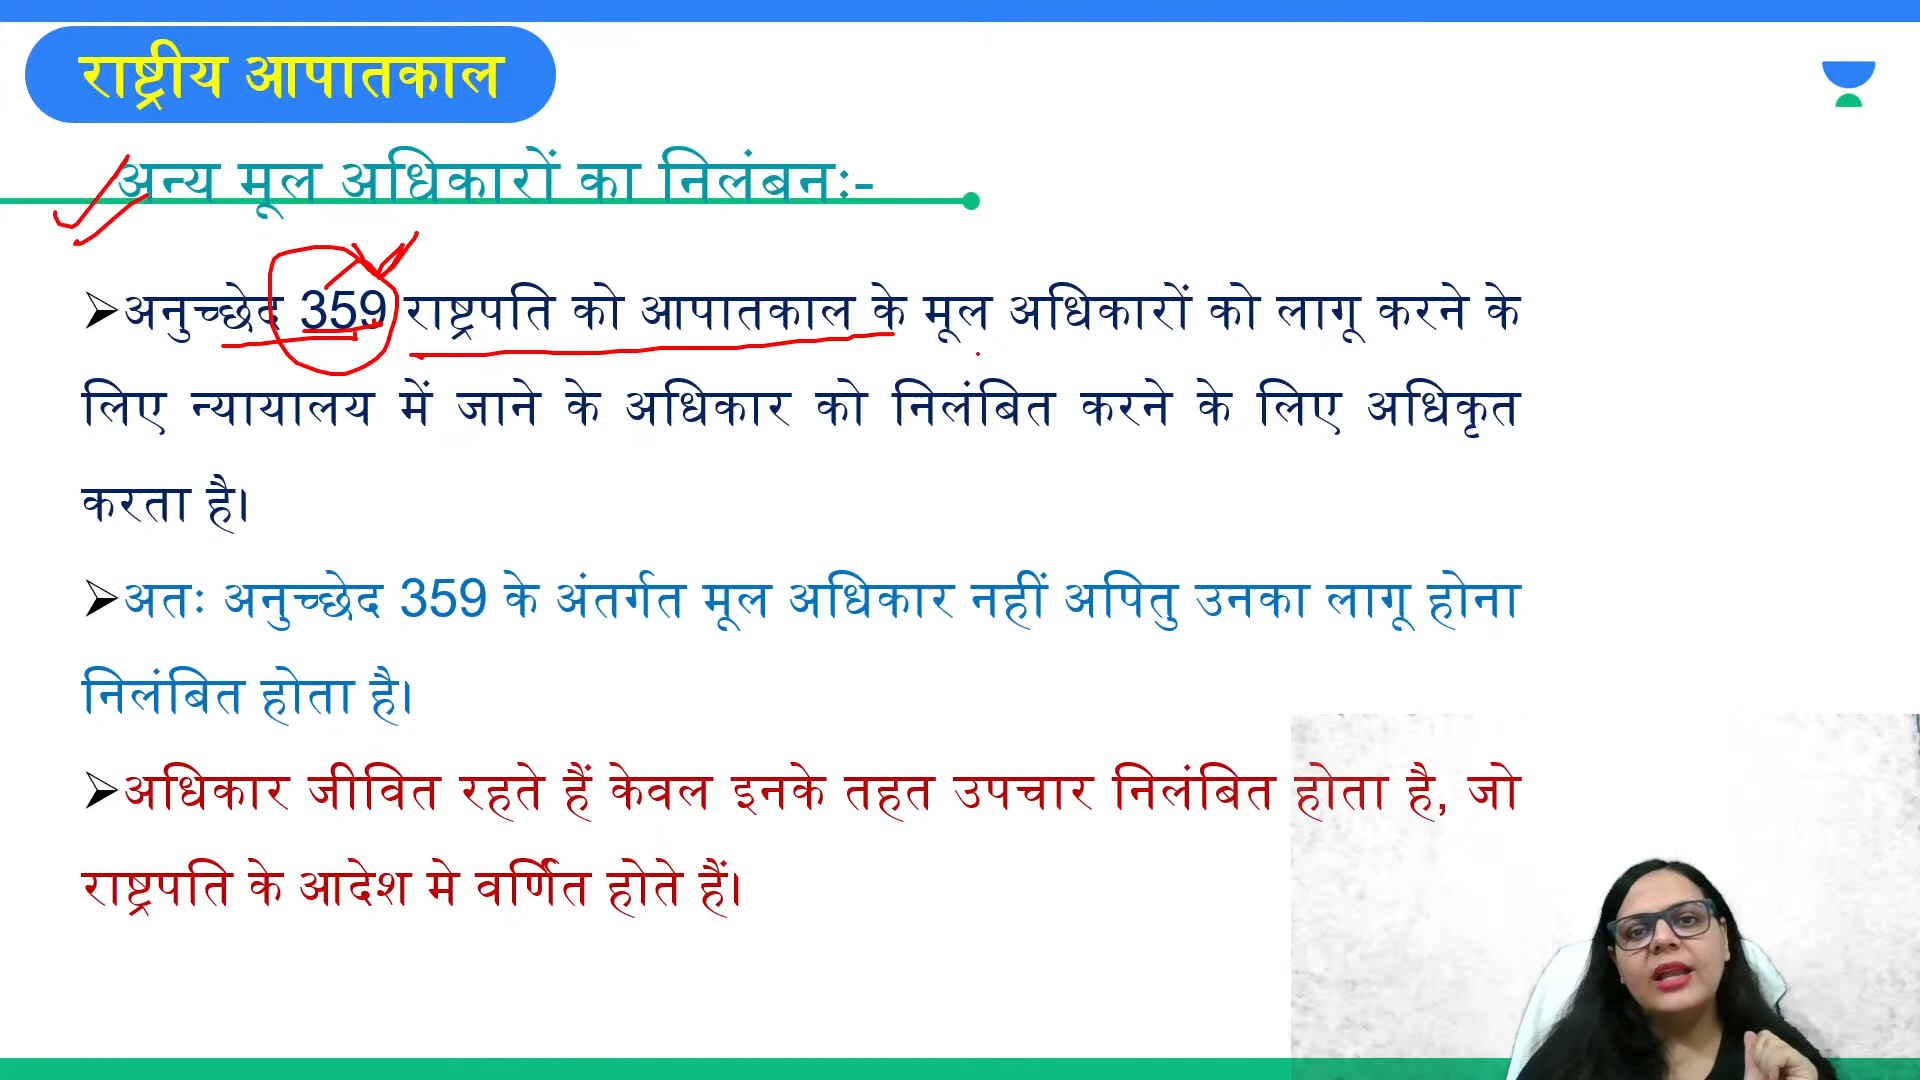 राष्ट्रीय आपातकाल
अन्य मूल अधिकारों का निलंबनः-
➢अनुच्छेद 359 राष्ट्रपति को आपातकाल के मूल अधिकारों को लागू करने के
लिए न्यायालय में जाने के अधिकार को निलंबित करने के लिए अधिकृत
करता है।
➢अतः अनुच्छेद 359 के अंतर्गत मूल अधिकार नहीं अपितु उनका लागू होना
निलंबित होता है।
➢अधिकार जीवित रहते हैं केवल इनके तहत उपचार निलंबित होता है, जो
राष्ट्रपति के आदेश मे वर्णित होते हैं।